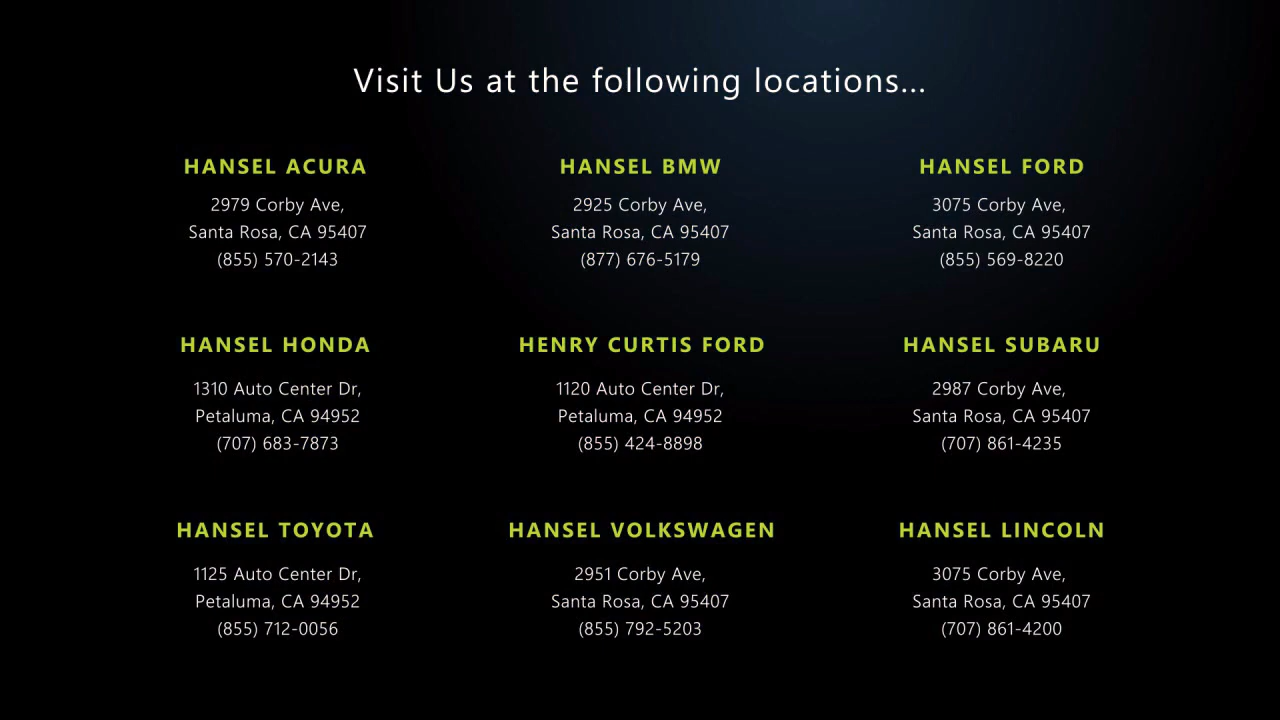 Visit Us at the following locations...
HANSEL ACURA
2979 Corby Ave,
Santa Rosa, CA 95407
(855) 570-2143
HANSEL BMW
2925 Corby Ave,
Santa Rosa, CA 95407
(877) 676-5179
HANSEL FORD
3075 Corby Ave,
Santa Rosa, CA 95407
(855) 569-8220
HANSEL HONDA
1310 Auto Center Dr,
Petaluma, CA 94952
(707) 683-7873
HENRY CURTIS FORD
1120 Auto Center Dr,
Petaluma, CA 94952
(855) 424-8898
HANSEL SUBARU
2987 Corby Ave,
Santa Rosa, CA 95407
(707) 861-4235
HANSEL TOYOTA
1125 Auto Center Dr,
Petaluma, CA 94952
(855) 712-0056
HANSEL VOLKSWAGEN
2951 Corby Ave,
Santa Rosa, CA 95407
(855) 792-5203
HANSEL LINCOLN
3075 Corby Ave,
Santa Rosa, CA 95407
(707) 861-4200